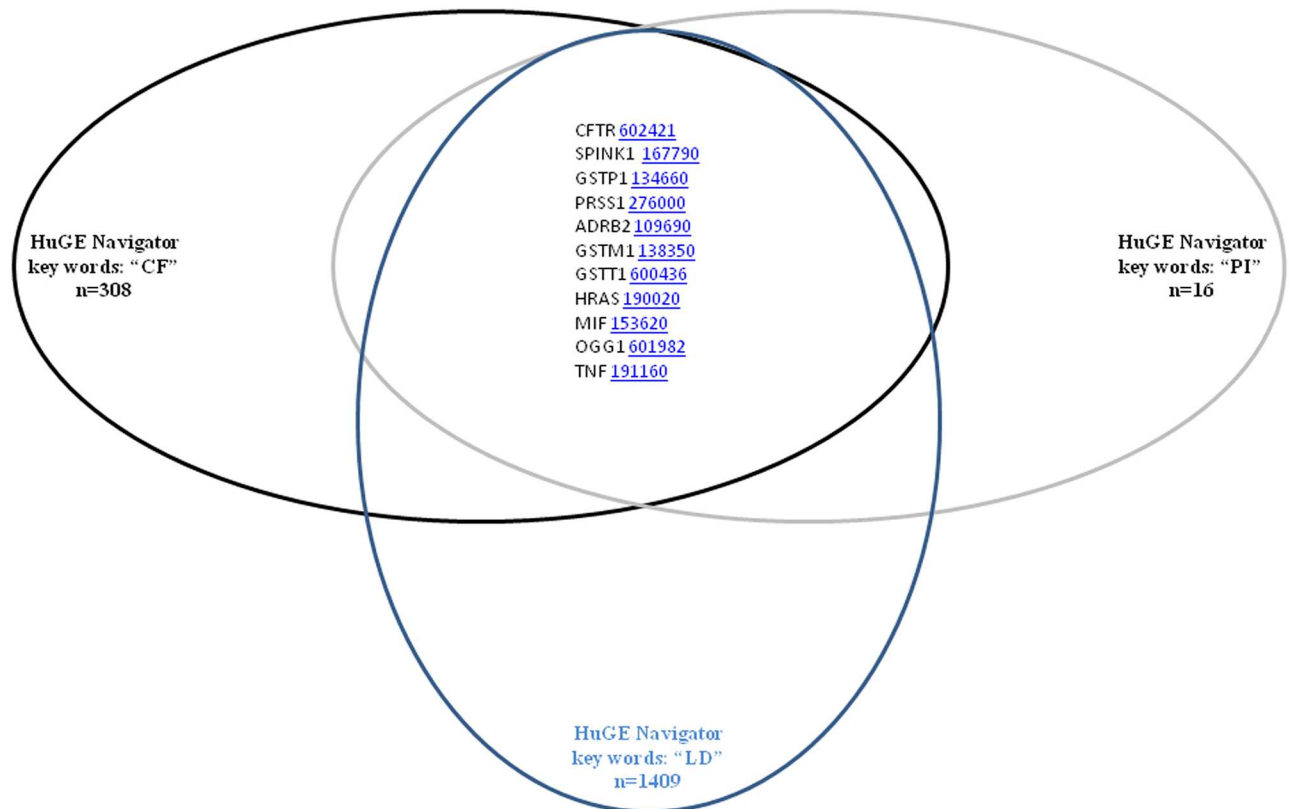 CFTR 602421
SPINK1 167790
GSTP1 134660
PRSS1 276000
ADRB2 109690
GSTM1 138350
GSTT1 600436
HRAS 190020
MIF 153620
OGG1 601982
TNF 191160
HuGE Navigator
key words: “CF”
n=308
HuGE Navigator
key words: “PI”
n=16
HuGE Navigator
key words: “LD”
n=1409